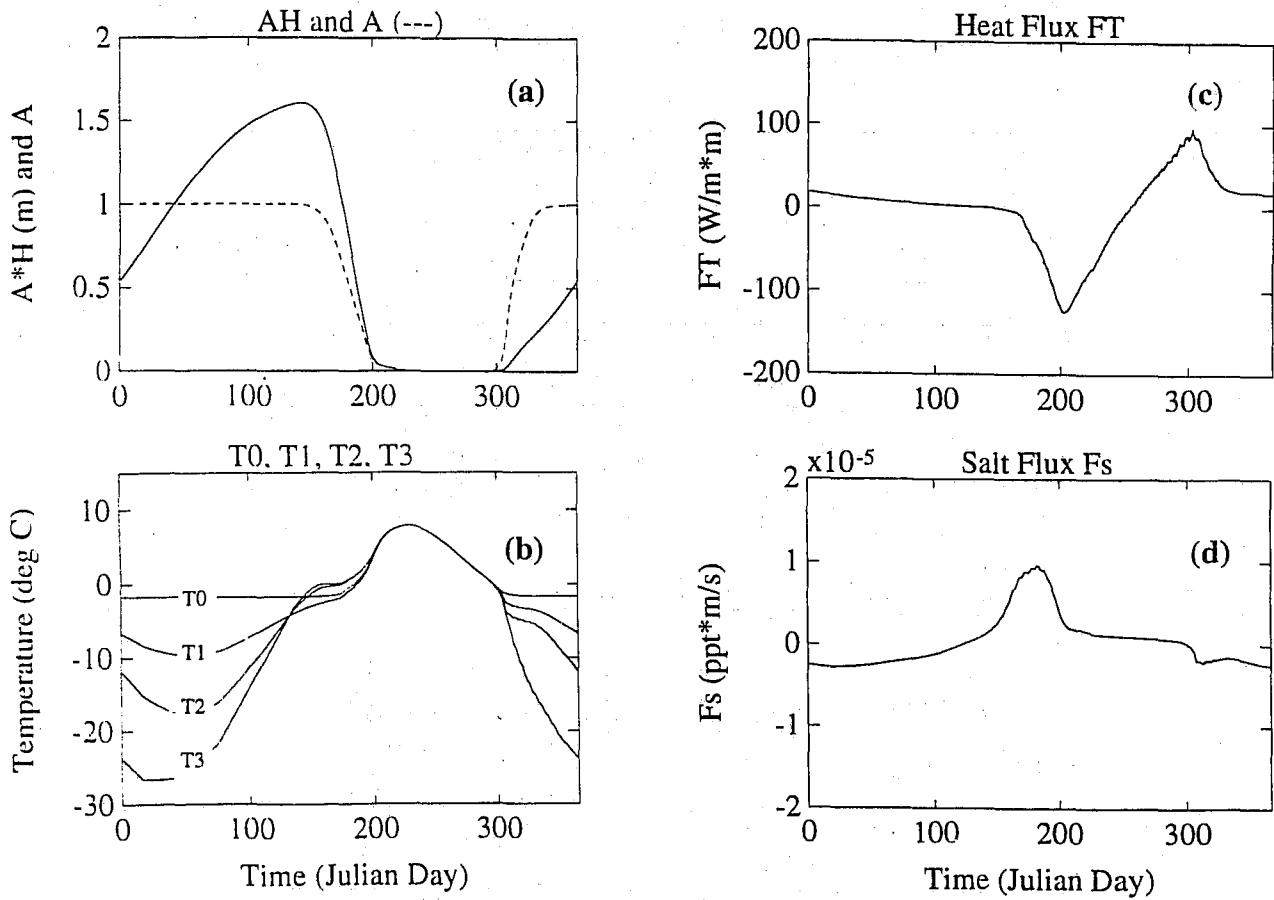 AH and A (---)
2
1.5
1
0.5
0
A*H (m) and A
(a)
0
100
200
300
T0, T1, T2, T3
10
0
-10
-20
-30
Temperature (deg C)
(b)
T0
T1
T2
T3
0
100
200
300
Time (Julian Day)
Heat Flux FT
200
100
0
-100
-200
FT (W/m*m)
(c)
0
100
200
300
x10-5
Salt Flux Fs
2
1
0
-1
-2
Fs (ppt*m/s)
(d)
0
100
200
300
Time (Julian Day)